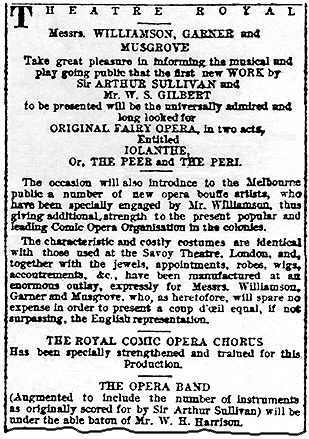 THEATRE ROYAL
Messrs. WILLIAMSON, GARNER and
MUSGROVE
Take great pleasure in informing the musical and
play going public that the first new WORK by
Sir ARTHUR SULLIVAN and
Mr. W. S. GILBERT
to be presented will be the universally admired and
long looked for
ORIGINAL FAIRY OPERA, in two acts,
Entitled
IOLANTHE,
Or, THE PEER and THE PERI.
The occasion will also introduce to the Melbourne
public a number of new opera bouffe artists, who
have been specially engaged by Mr. Williamson, thus
giving additional strength to the present popular and
leading Comic Opera Organisation in the colonies.
The characteristic and costly costumes are identical
with those used at the Savoy Theatre, London, and,
together with the jewels, appointments, robes, wigs,
accoutrements, &c., have been manufactured at an
enormous outlay, expressly for Messrs. Williamson,
Garner and Musgrove, who, as heretofore, will spare no
expense in order to present a coup d'œil equal, if not
surpassing, the English representation.
THE ROYAL COMIC OPERA CHORUS
Has been specially strengthened and trained for this
Production.
THE OPERA BAND
(Augmented to include the number of instruments
as originally scored for by Sir Arthur Sullivan) will be
under the able baton of Mr. W. H. Harrison.